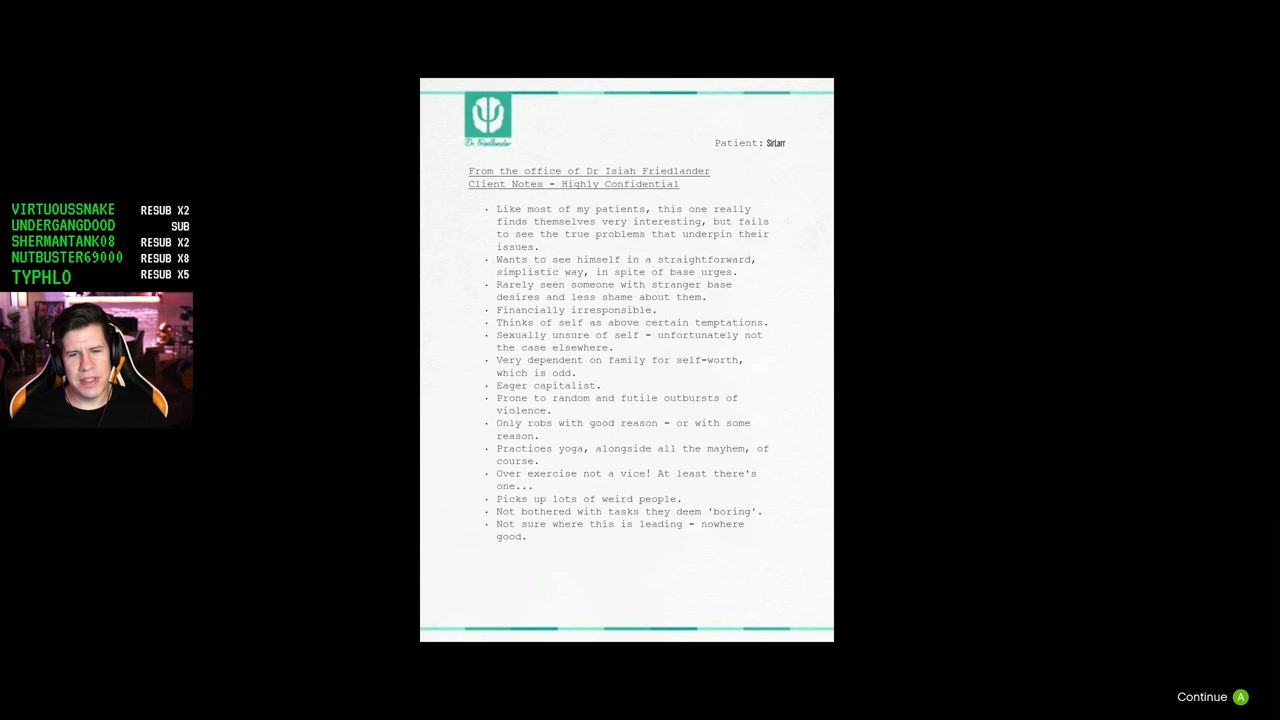 Dr. Friedlander
Patient: SirLarr
From the office of Dr Isiah Friedlander
Client Notes - Highly Confidential
· Like most of my patients, this one really
finds themselves very interesting, but fails
to see the true problems that underpin their
issues.
· Wants to see himself in a straightforward,
simplistic way, in spite of base urges.
· Rarely seen someone with stranger base
desires and less shame about them.
· Financially irresponsible.
· Thinks of self as above certain temptations.
· Sexually unsure of self - unfortunately not
the case elsewhere.
· Very dependent on family for self-worth,
which is odd.
· Eager capitalist.
· Prone to random and futile outbursts of
violence.
· Only robs with good reason - or with some
reason.
· Practices yoga, alongside all the mayhem, of
course.
· Over exercise not a vice! At least there's
one...
· Picks up lots of weird people.
· Not bothered with tasks they deem 'boring'.
· Not sure where this is leading - nowhere
good.
VIRTUOUSSNAKE RESUB X2
UNDERGANGDOOD SUB
SHERMANTANK08 RESUB X2
NUTBUSTER69000 RESUB X8
TYPHLO RESUB X5
Continue A